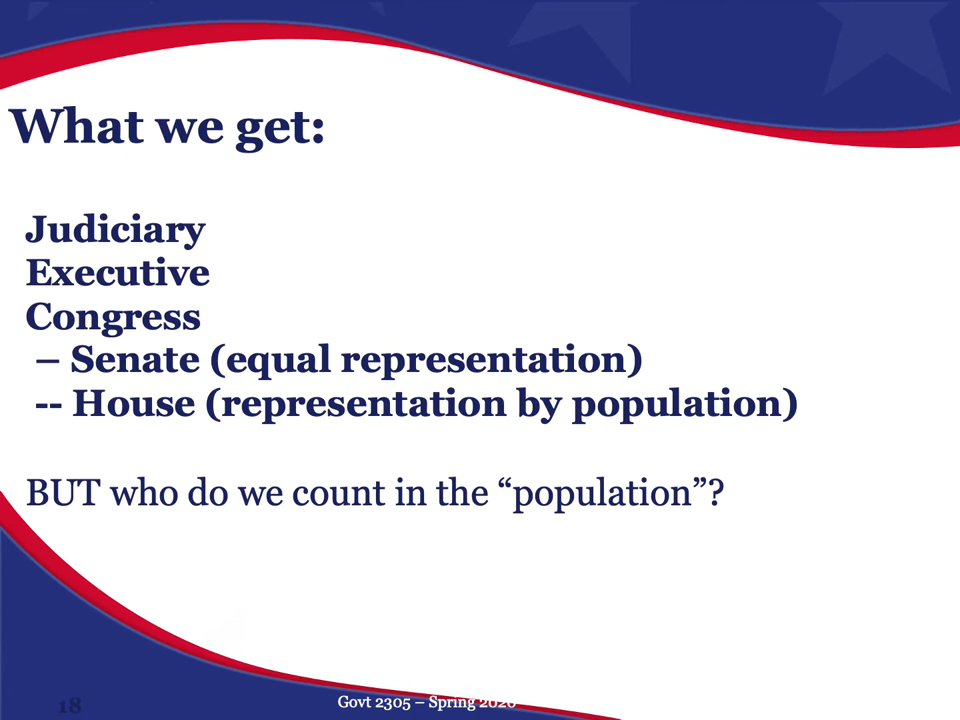 What we get:
Judiciary
Executive
Congress
– Senate (equal representation)
-- House (representation by population)
BUT who do we count in the “population”?
18
Govt 2305 – Spring 2020